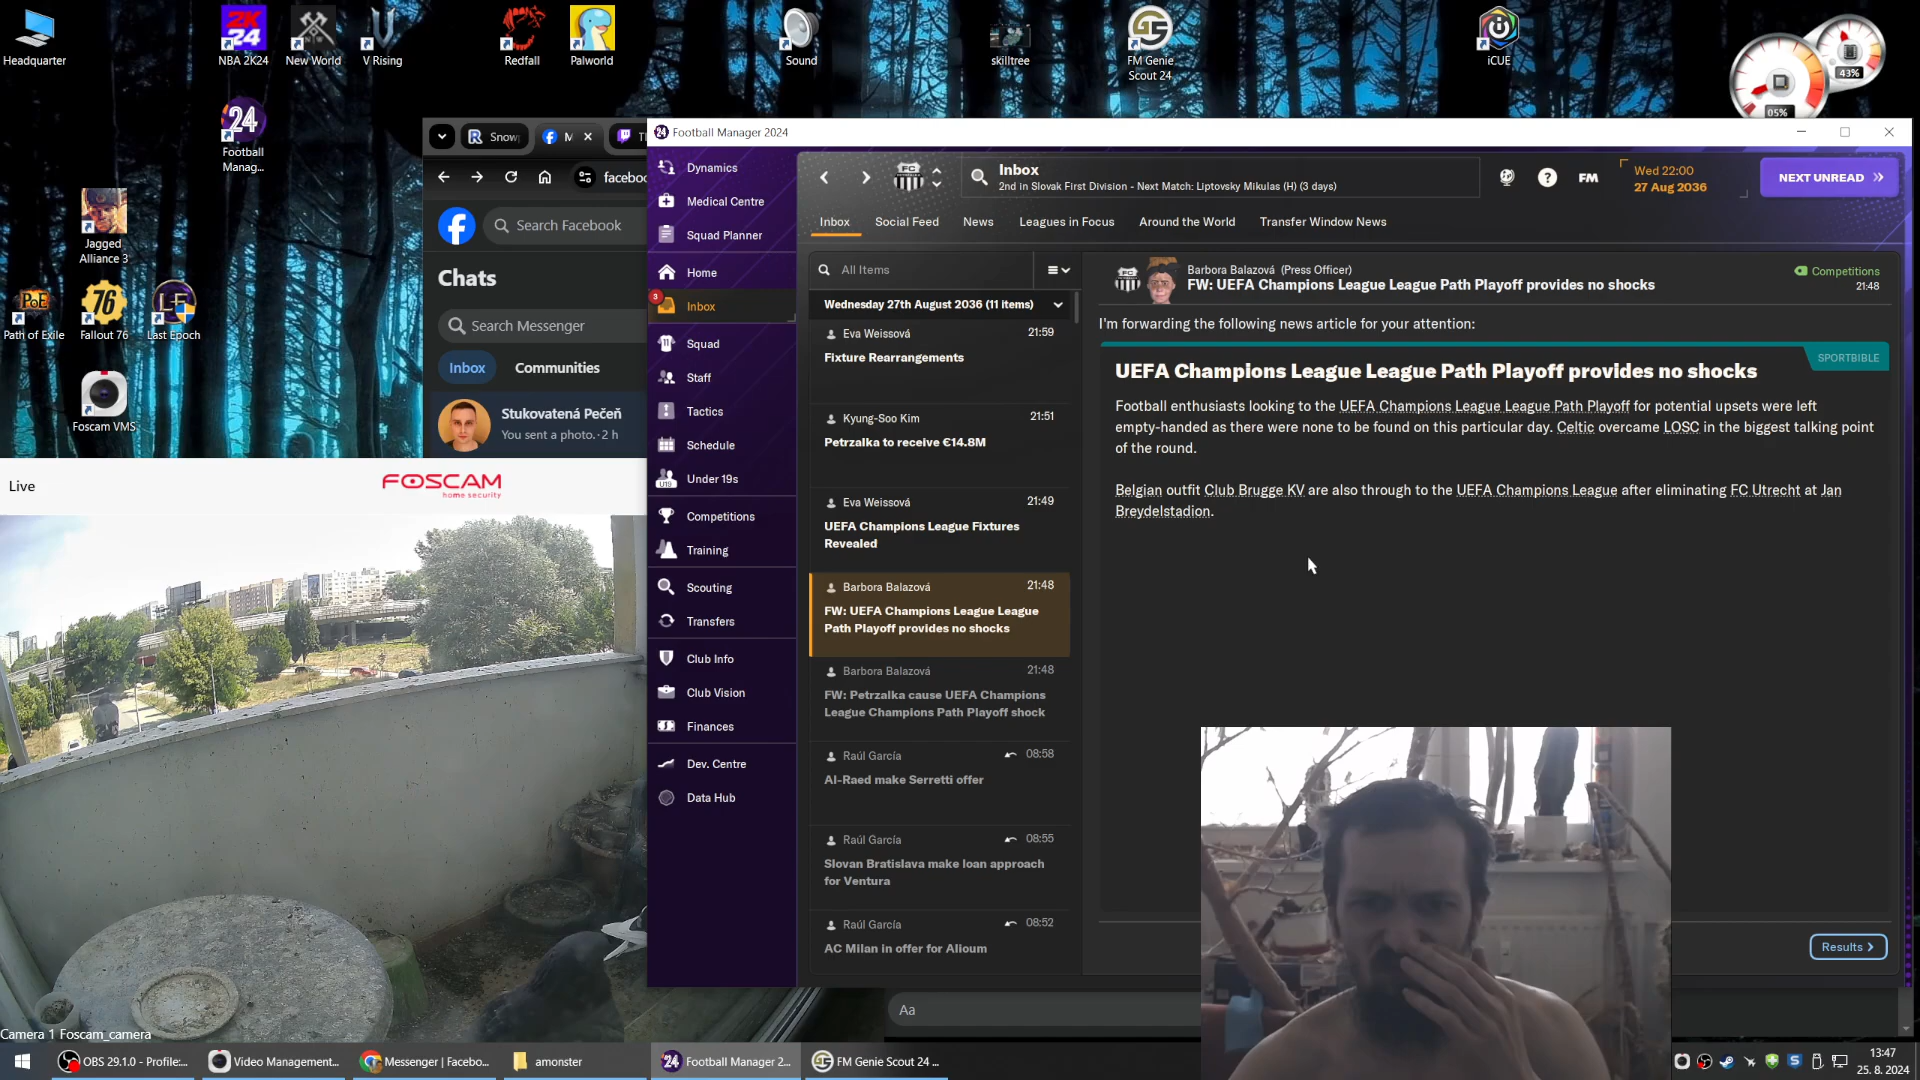 Headquarter
NBA 2K24
New World
V Rising
Redfall
Palworld
Sound
skilltree
FM Genie
Scout 24
iCUE
43%
05%
Football
Manag...
Jagged
Alliance 3
Path of Exile
Fallout 76
Last Epoch
Foscam VMS
Snow
M
facebo
Search Facebook
Chats
Search Messenger
Inbox
Communities
Stukovatená Pečeň
You sent a photo. · 2 h
Live
FOSCAM
home security
Camera 1 Foscam_camera
Football Manager 2024
Dynamics
Medical Centre
Squad Planner
Home
3
Inbox
Squad
Staff
Tactics
Schedule
Under 19s
Competitions
Training
Scouting
Transfers
Club Info
Club Vision
Finances
Dev. Centre
Data Hub
Inbox
2nd in Slovak First Division - Next Match: Liptovsky Mikulas (H) (3 days)
FM
Wed 22:00
27 Aug 2036
NEXT UNREAD
Inbox
Social Feed
News
Leagues in Focus
Around the World
Transfer Window News
All Items
Wednesday 27th August 2036 (11 items)
Eva Weissová 21:59
Fixture Rearrangements
Kyung-Soo Kim 21:51
Petrzalka to receive €14.8M
Eva Weissová 21:49
UEFA Champions League Fixtures
Revealed
Barbora Balazová 21:48
FW: UEFA Champions League League
Path Playoff provides no shocks
Barbora Balazová 21:48
FW: Petrzalka cause UEFA Champions
League Champions Path Playoff shock
Raúl García 08:58
Al-Raed make Serretti offer
Raúl García 08:55
Slovan Bratislava make loan approach
for Ventura
Raúl García 08:52
AC Milan in offer for Alioum
Barbora Balazová (Press Officer)
FW: UEFA Champions League League Path Playoff provides no shocks
Competitions
21:48
I'm forwarding the following news article for your attention:
SPORTBIBLE
UEFA Champions League League Path Playoff provides no shocks
Football enthusiasts looking to the UEFA Champions League League Path Playoff for potential upsets were left
empty-handed as there were none to be found on this particular day. Celtic overcame LOSC in the biggest talking point
of the round.
Belgian outfit Club Brugge KV are also through to the UEFA Champions League after eliminating FC Utrecht at Jan
Breydelstadion.
Results
Aa
OBS 29.1.0 - Profile:...
Video Management...
Messenger | Facebo...
amonster
Football Manager 2...
FM Genie Scout 24 ...
13:47
25. 8. 2024